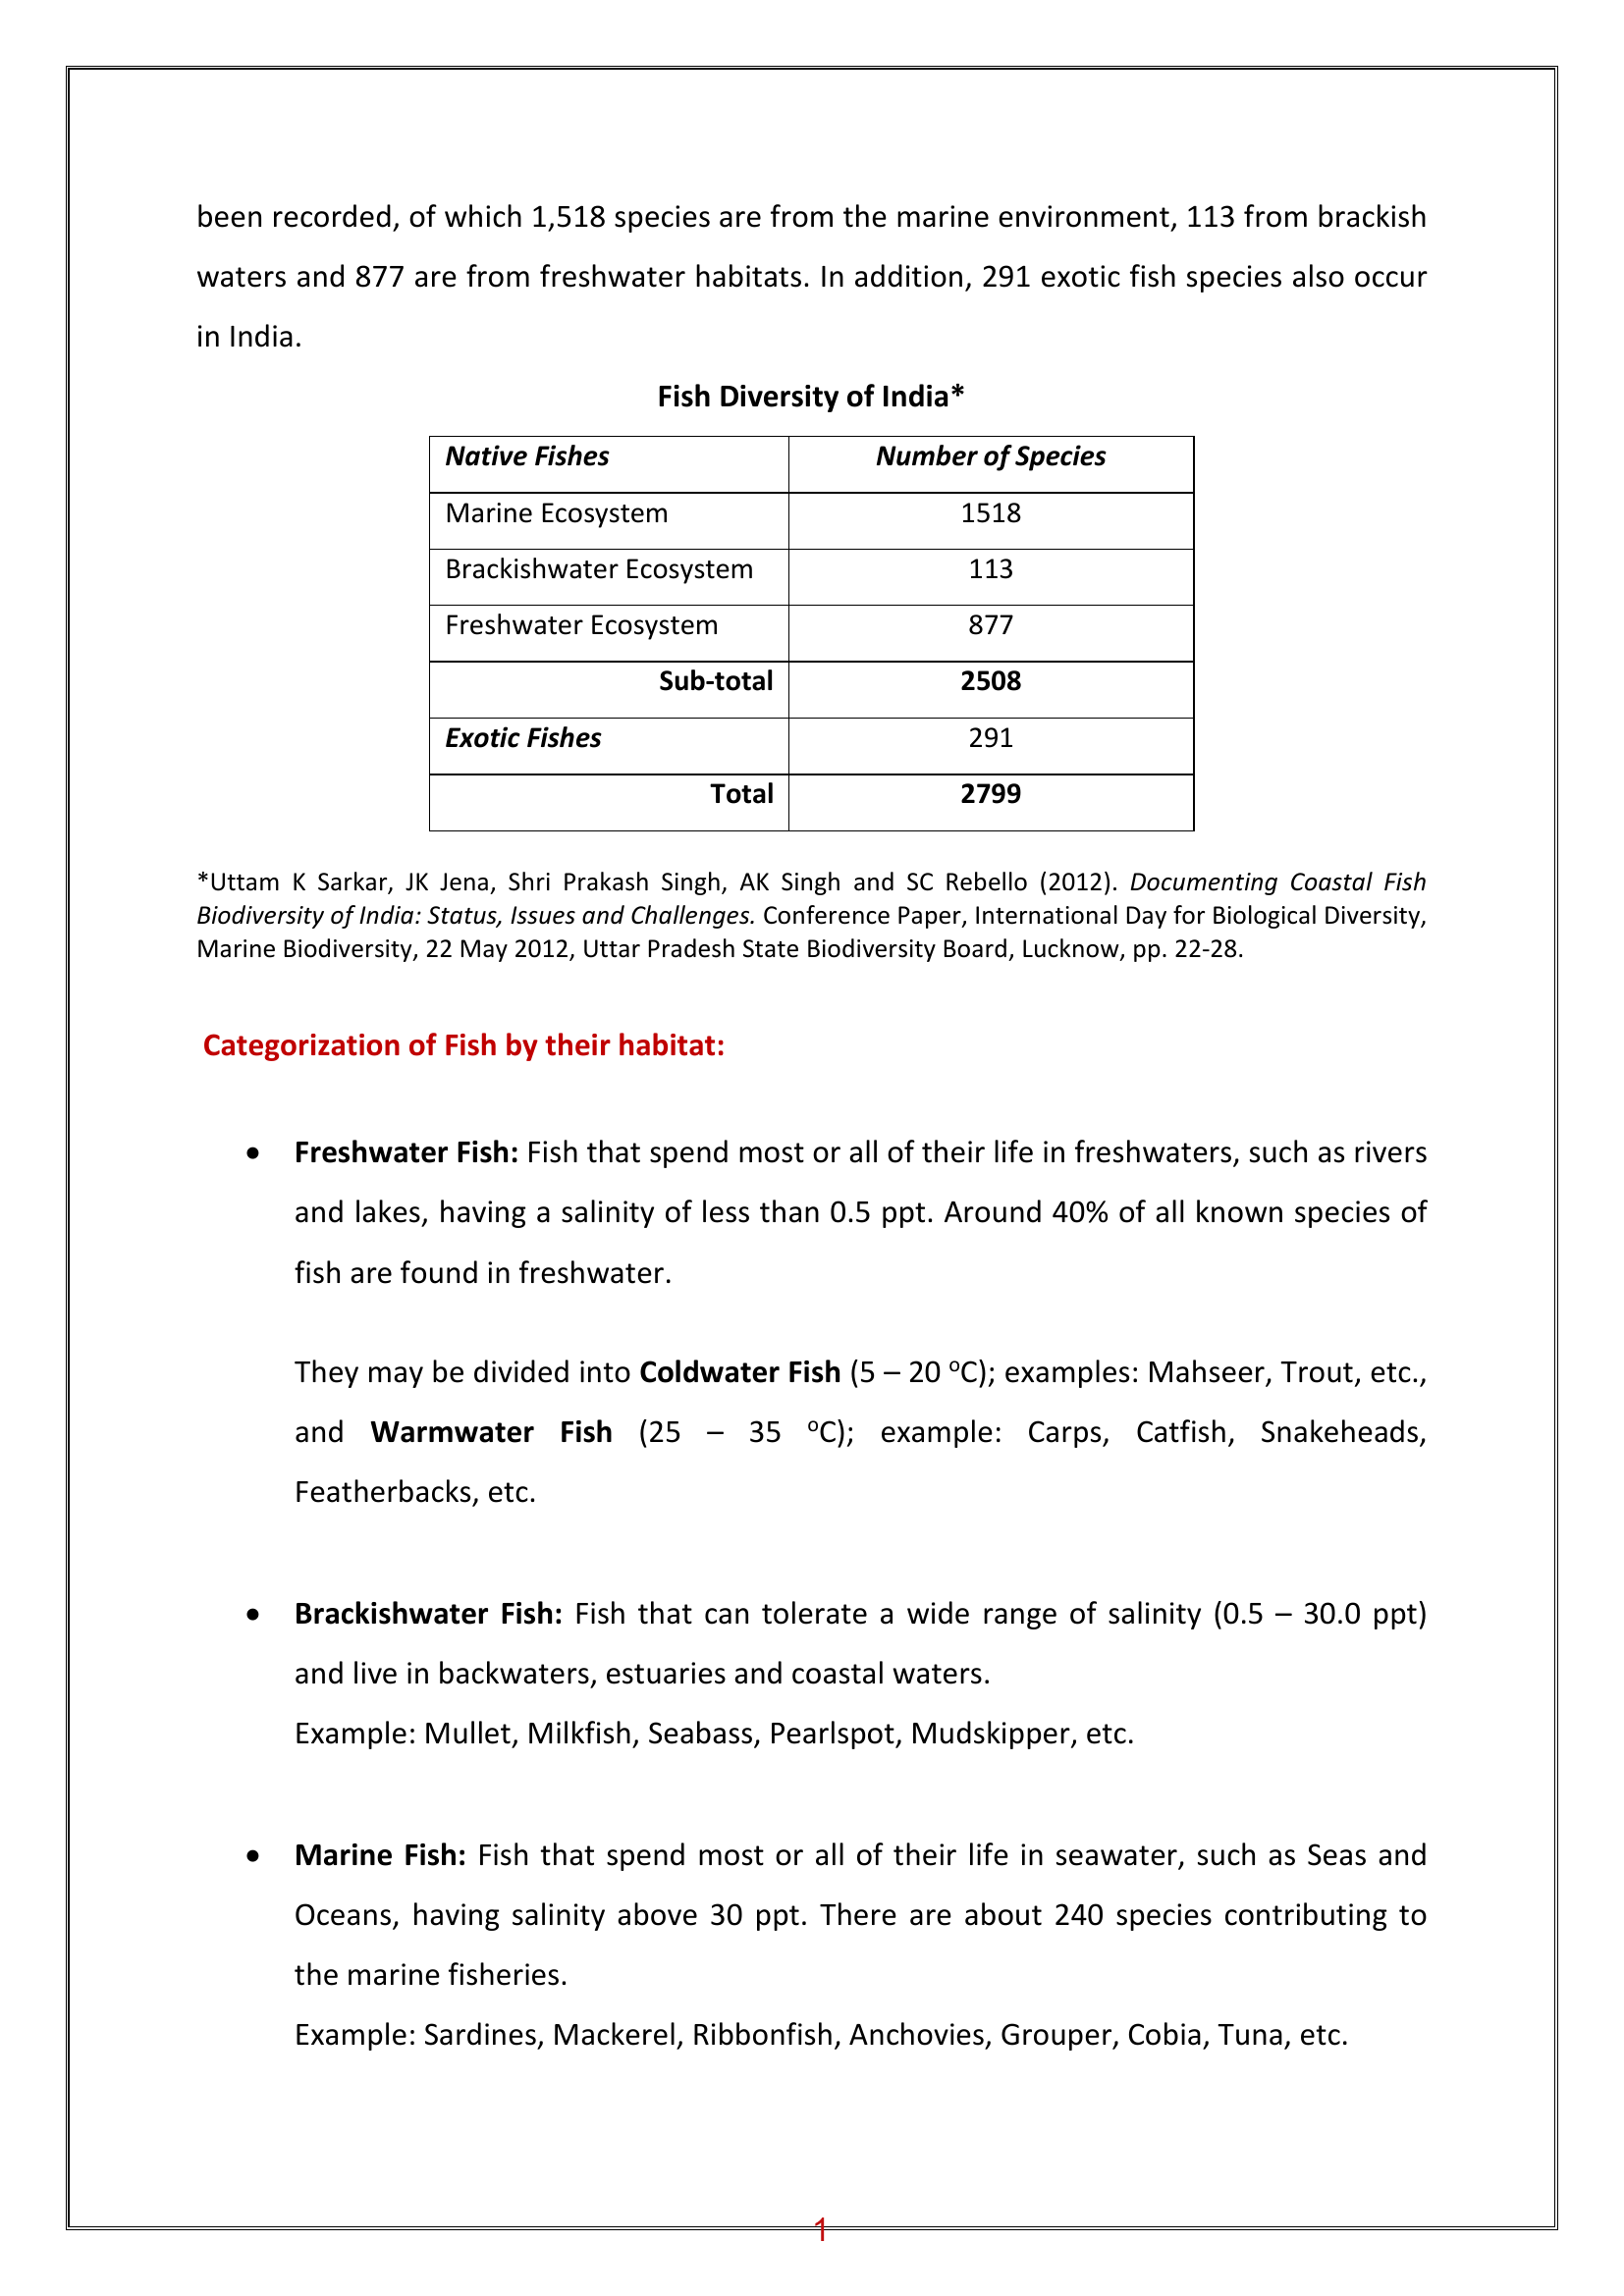 been recorded, of which 1,518 species are from the marine environment, 113 from brackish
waters and 877 are from freshwater habitats. In addition, 291 exotic fish species also occur
in India.
Fish Diversity of India*
Native Fishes Number of Species
Marine Ecosystem 1518
Brackishwater Ecosystem 113
Freshwater Ecosystem 877
Sub-total 2508
Exotic Fishes 291
Total 2799
*Uttam K Sarkar, JK Jena, Shri Prakash Singh, AK Singh and SC Rebello (2012). Documenting Coastal Fish
Biodiversity of India: Status, Issues and Challenges. Conference Paper, International Day for Biological Diversity,
Marine Biodiversity, 22 May 2012, Uttar Pradesh State Biodiversity Board, Lucknow, pp. 22-28.
Categorization of Fish by their habitat:
• Freshwater Fish: Fish that spend most or all of their life in freshwaters, such as rivers
and lakes, having a salinity of less than 0.5 ppt. Around 40% of all known species of
fish are found in freshwater.
They may be divided into Coldwater Fish (5 – 20 ºC); examples: Mahseer, Trout, etc.,
and Warmwater Fish (25 – 35 ºC); example: Carps, Catfish, Snakeheads,
Featherbacks, etc.
• Brackishwater Fish: Fish that can tolerate a wide range of salinity (0.5 – 30.0 ppt)
and live in backwaters, estuaries and coastal waters.
Example: Mullet, Milkfish, Seabass, Pearlspot, Mudskipper, etc.
• Marine Fish: Fish that spend most or all of their life in seawater, such as Seas and
Oceans, having salinity above 30 ppt. There are about 240 species contributing to
the marine fisheries.
Example: Sardines, Mackerel, Ribbonfish, Anchovies, Grouper, Cobia, Tuna, etc.
1